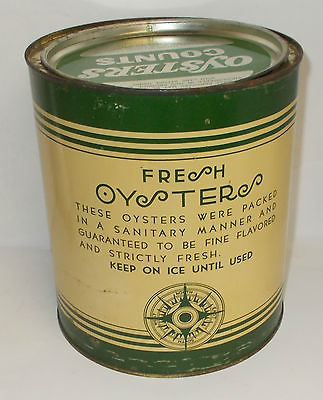 OYSTERS
COUNTS
FRESH
OYSTERS
THESE OYSTERS WERE PACKED
IN A SANITARY MANNER AND
GUARANTEED TO BE FINE FLAVORED
AND STRICTLY FRESH.
KEEP ON ICE UNTIL USED